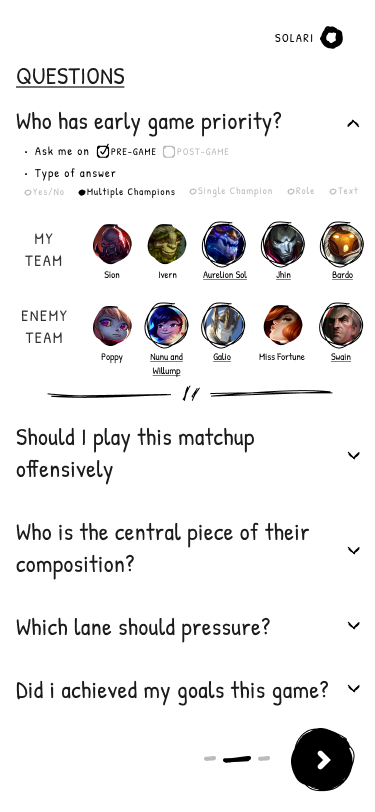 SOLARI
QUESTIONS
Who has early game priority?
· Ask me on PRE-GAME POST-GAME
· Type of answer
Yes/No Multiple Champions Single Champion Role Text
MY
TEAM
Sion Ivern Aurelion Sol Jhin Bardo
ENEMY
TEAM
Poppy Nunu and Galio Miss Fortune Swain
Willump
Should I play this matchup
offensively
Who is the central piece of their
composition?
Which lane should pressure?
Did i achieved my goals this game?